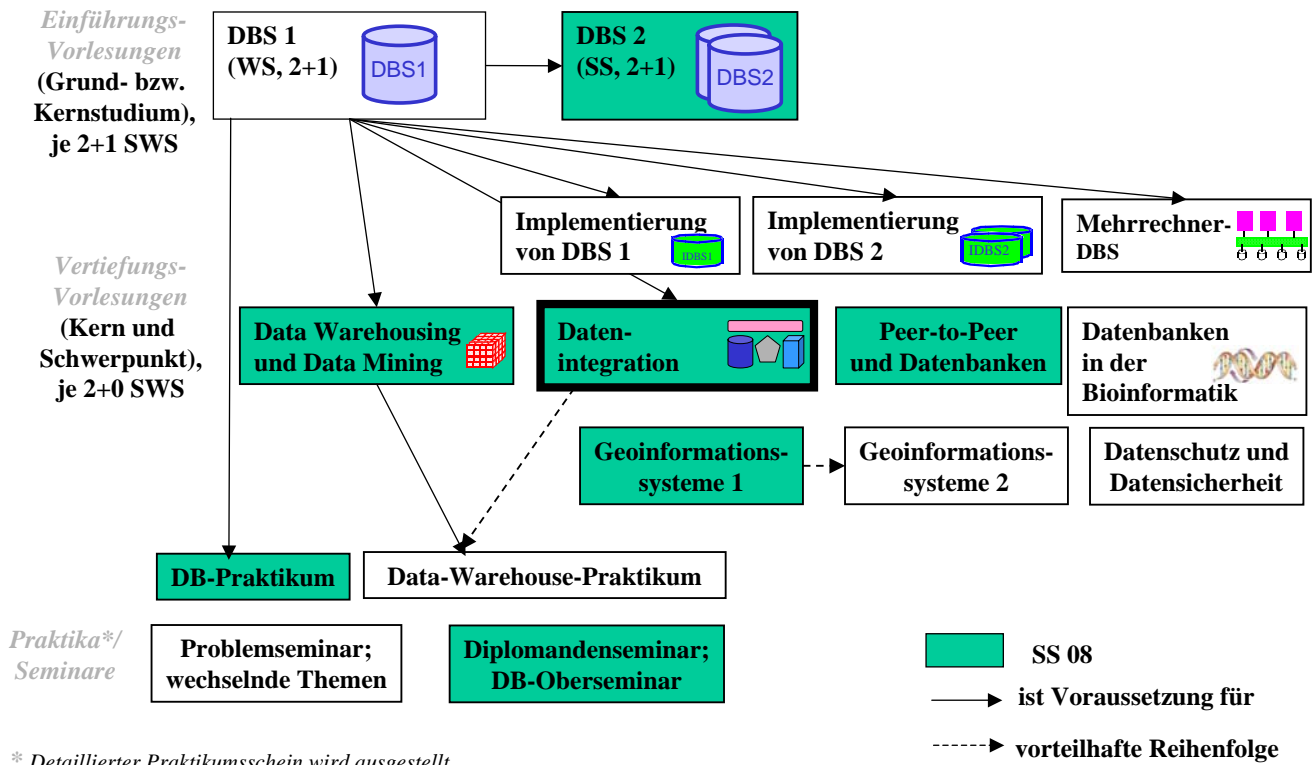 Einführungs-
Vorlesungen
(Grund- bzw.
Kernstudium),
je 2+1 SWS
DBS 1
(WS, 2+1)
DBS1
DBS 2
(SS, 2+1)
DBS2
Vertiefungs-
Vorlesungen
(Kern und
Schwerpunkt),
je 2+0 SWS
Implementierung
von DBS 1
IDBS1
Implementierung
von DBS 2
IDBS2
Mehrrechner-
DBS
Data Warehousing
und Data Mining
Daten-
integration
Peer-to-Peer
und Datenbanken
Datenbanken
in der
Bioinformatik
Geoinformations-
systeme 1
Geoinformations-
systeme 2
Datenschutz und
Datensicherheit
DB-Praktikum
Data-Warehouse-Praktikum
Praktika*/
Seminare
Problemseminar;
wechselnde Themen
Diplomandenseminar;
DB-Oberseminar
SS 08
ist Voraussetzung für
vorteilhafte Reihenfolge
* Detaillierter Praktikumsschein wird ausgestellt